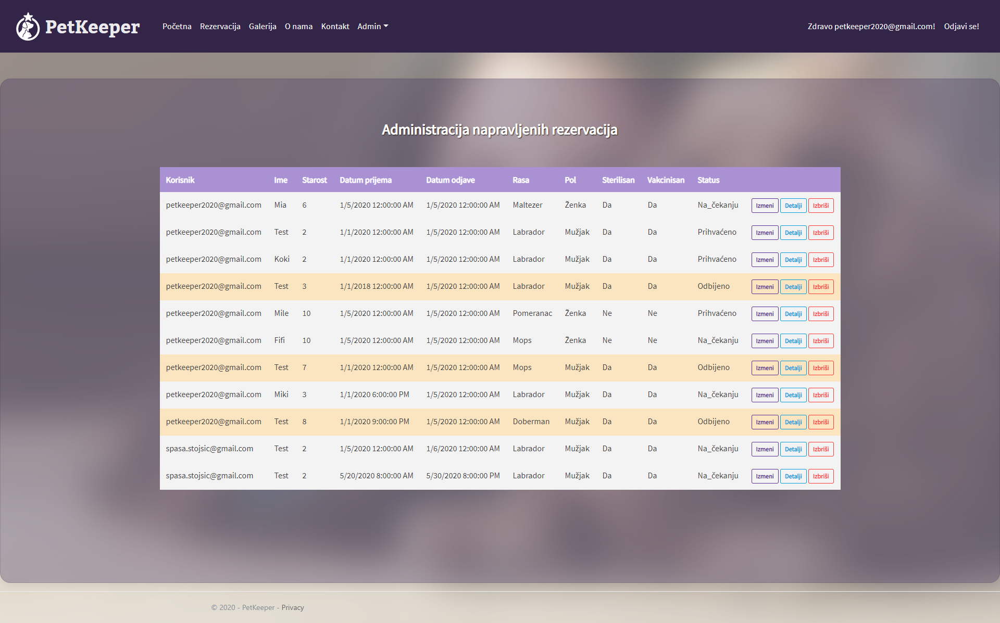 PetKeeper Početna Rezervacija Galerija O nama Kontakt Admin Zdravo petkeeper2020@gmail.com! Odjavi se!
Administracija napravljenih rezervacija
Korisnik Ime Starost Datum prijema Datum odjave Rasa Pol Sterilisan Vakcinisan Status
petkeeper2020@gmail.com Mia 6 1/5/2020 12:00:00 AM 1/5/2020 12:00:00 AM Maltezer Ženka Da Da Na_čekanju Izmeni Detalji Izbriši
petkeeper2020@gmail.com Test 2 1/1/2020 12:00:00 AM 1/5/2020 12:00:00 AM Labrador Mužjak Da Da Prihvaćeno Izmeni Detalji Izbriši
petkeeper2020@gmail.com Koki 2 1/1/2020 12:00:00 AM 1/5/2020 12:00:00 AM Labrador Mužjak Da Da Prihvaćeno Izmeni Detalji Izbriši
petkeeper2020@gmail.com Test 3 1/1/2018 12:00:00 AM 1/5/2020 12:00:00 AM Labrador Mužjak Da Da Odbijeno Izmeni Detalji Izbriši
petkeeper2020@gmail.com Mile 10 1/5/2020 12:00:00 AM 1/5/2020 12:00:00 AM Pomeranac Ženka Ne Ne Prihvaćeno Izmeni Detalji Izbriši
petkeeper2020@gmail.com Fifi 10 1/5/2020 12:00:00 AM 1/5/2020 12:00:00 AM Mops Ženka Ne Ne Na_čekanju Izmeni Detalji Izbriši
petkeeper2020@gmail.com Test 7 1/1/2020 12:00:00 AM 1/5/2020 12:00:00 AM Mops Mužjak Da Da Odbijeno Izmeni Detalji Izbriši
petkeeper2020@gmail.com Miki 3 1/1/2020 6:00:00 PM 1/5/2020 12:00:00 AM Labrador Mužjak Da Da Na_čekanju Izmeni Detalji Izbriši
petkeeper2020@gmail.com Test 8 1/1/2020 9:00:00 PM 1/5/2020 12:00:00 AM Doberman Mužjak Da Da Odbijeno Izmeni Detalji Izbriši
spasa.stojsic@gmail.com Test 2 1/5/2020 12:00:00 AM 1/6/2020 12:00:00 AM Labrador Mužjak Da Da Na_čekanju Izmeni Detalji Izbriši
spasa.stojsic@gmail.com Test 2 5/20/2020 8:00:00 AM 5/30/2020 8:00:00 PM Labrador Mužjak Da Da Na_čekanju Izmeni Detalji Izbriši
© 2020 - PetKeeper - Privacy